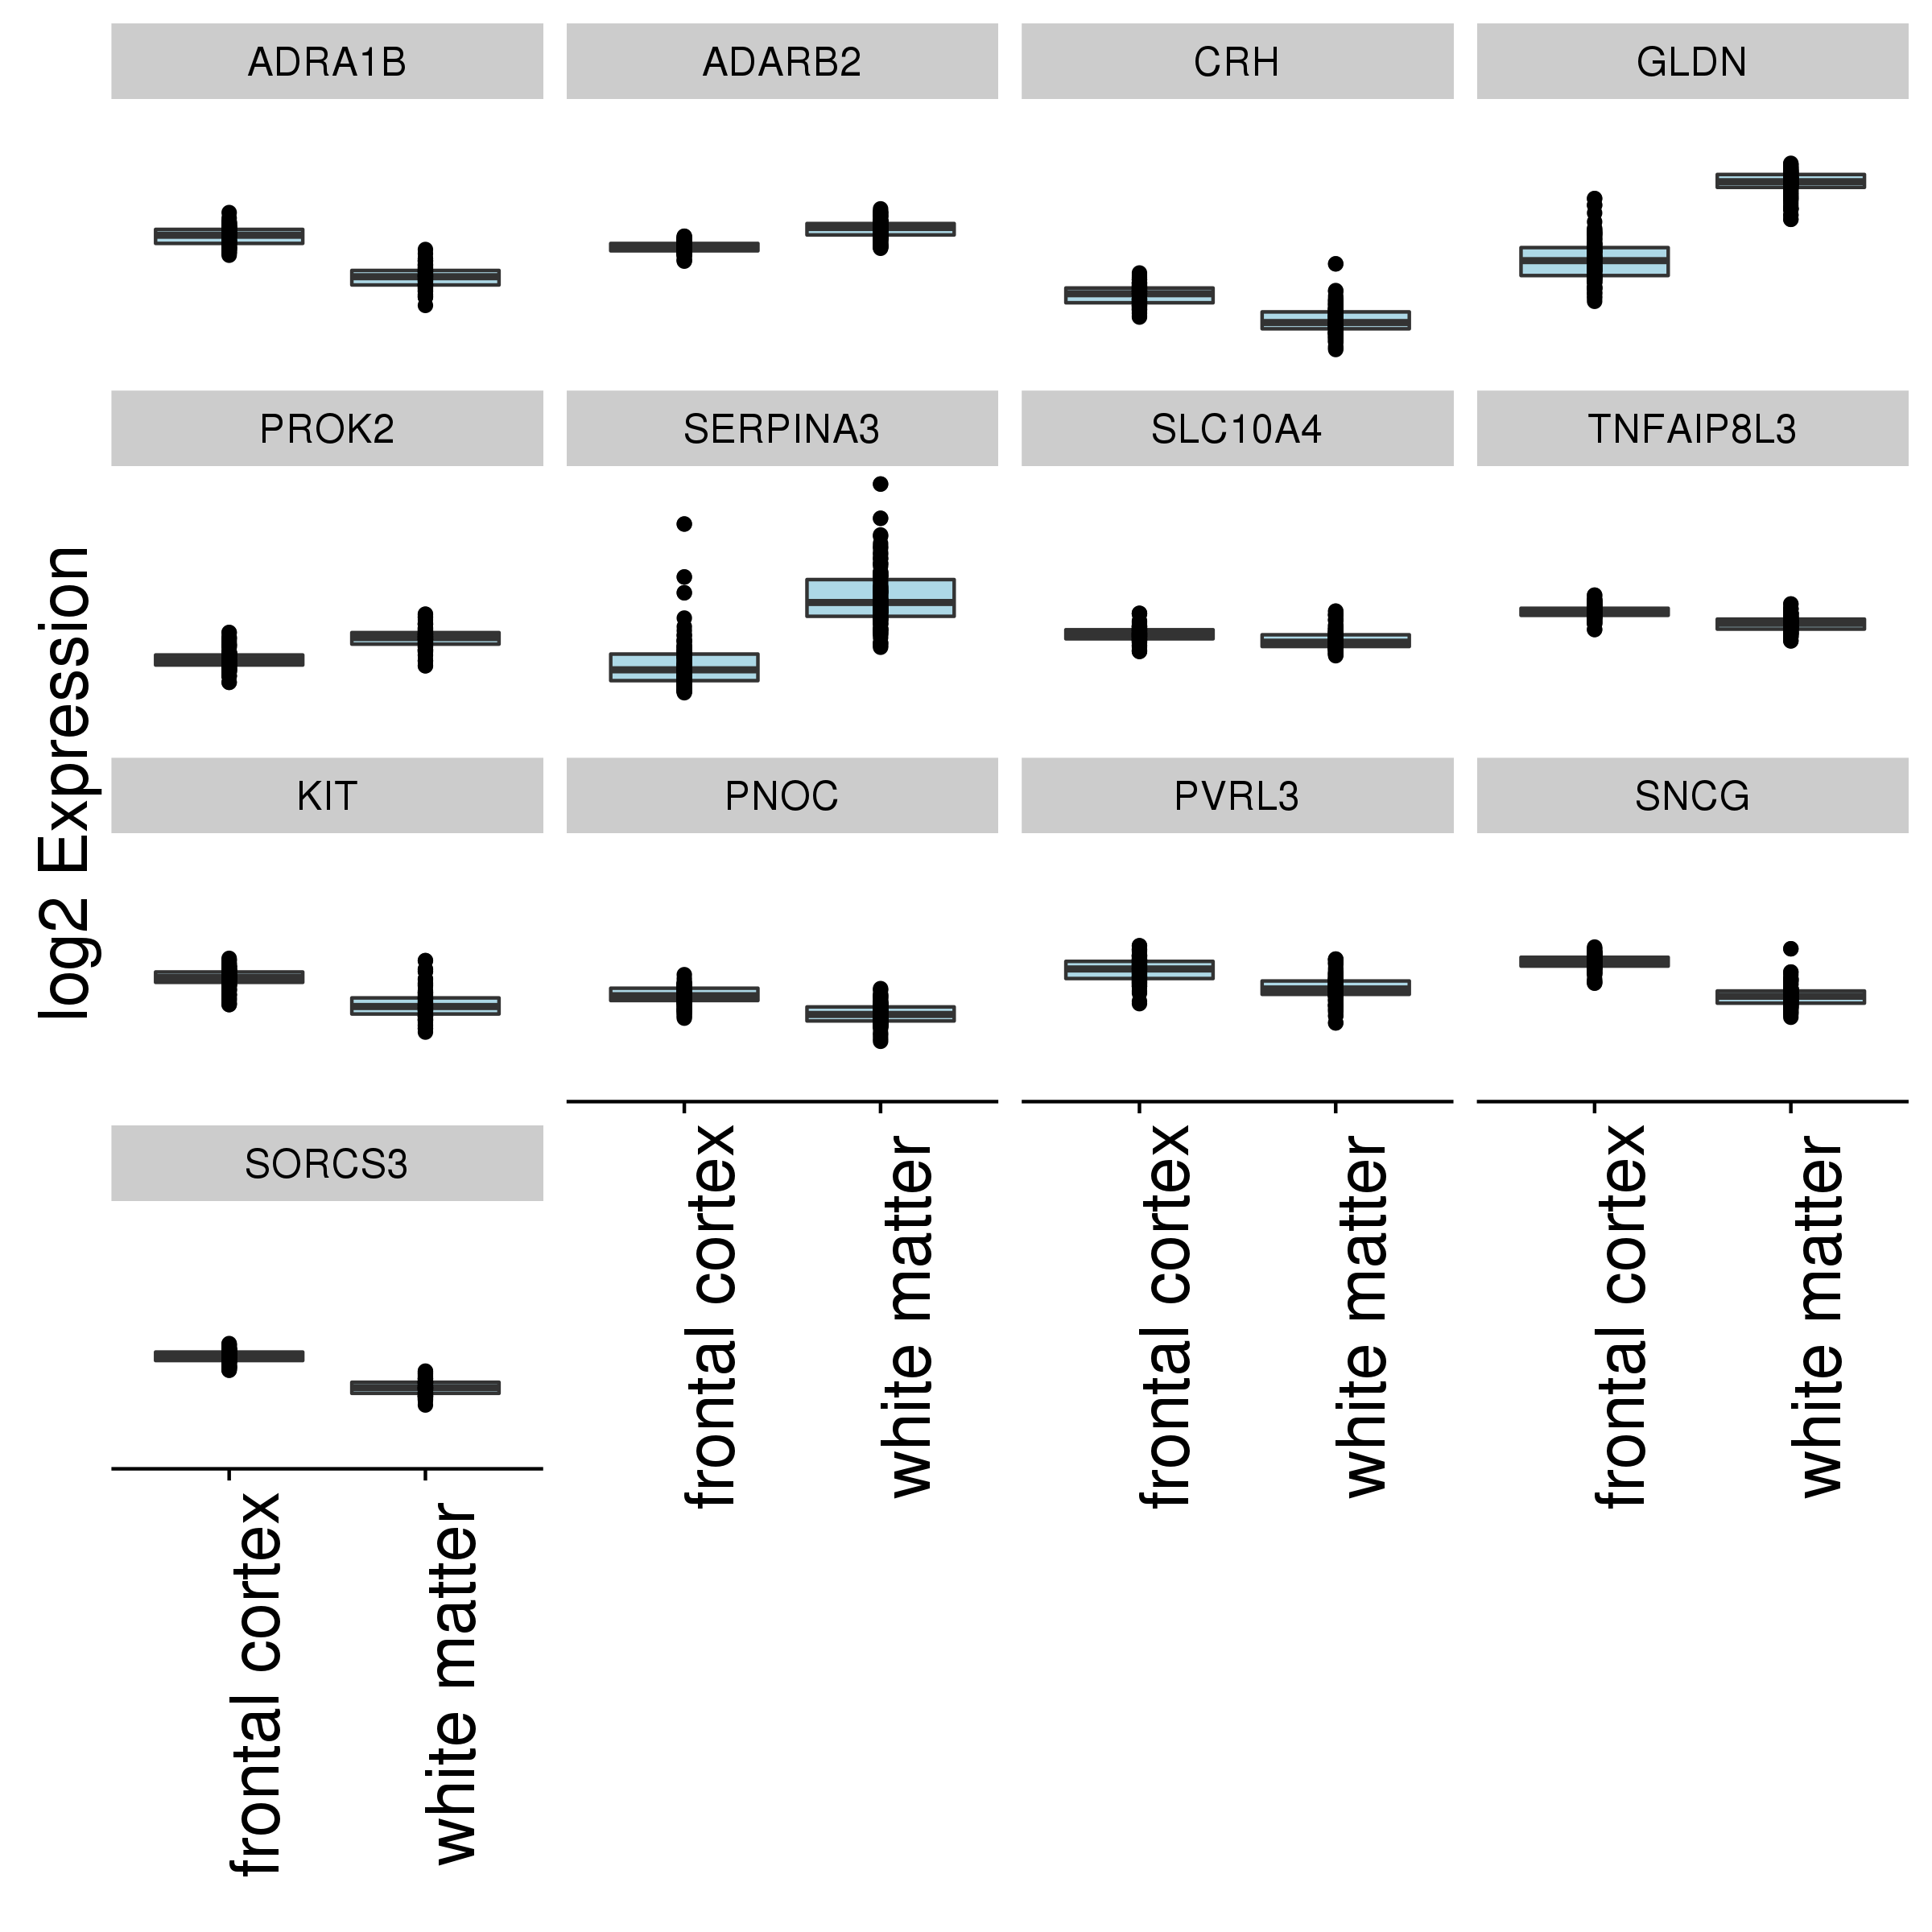 ADRA1B
ADARB2
CRH
GLDN
PROK2
SERPINA3
SLC10A4
TNFAIP8L3
log2 Expression
KIT
PNOC
PVRL3
SNCG
SORCS3
frontal cortex
white matter
frontal cortex
white matter
frontal cortex
white matter
frontal cortex
white matter